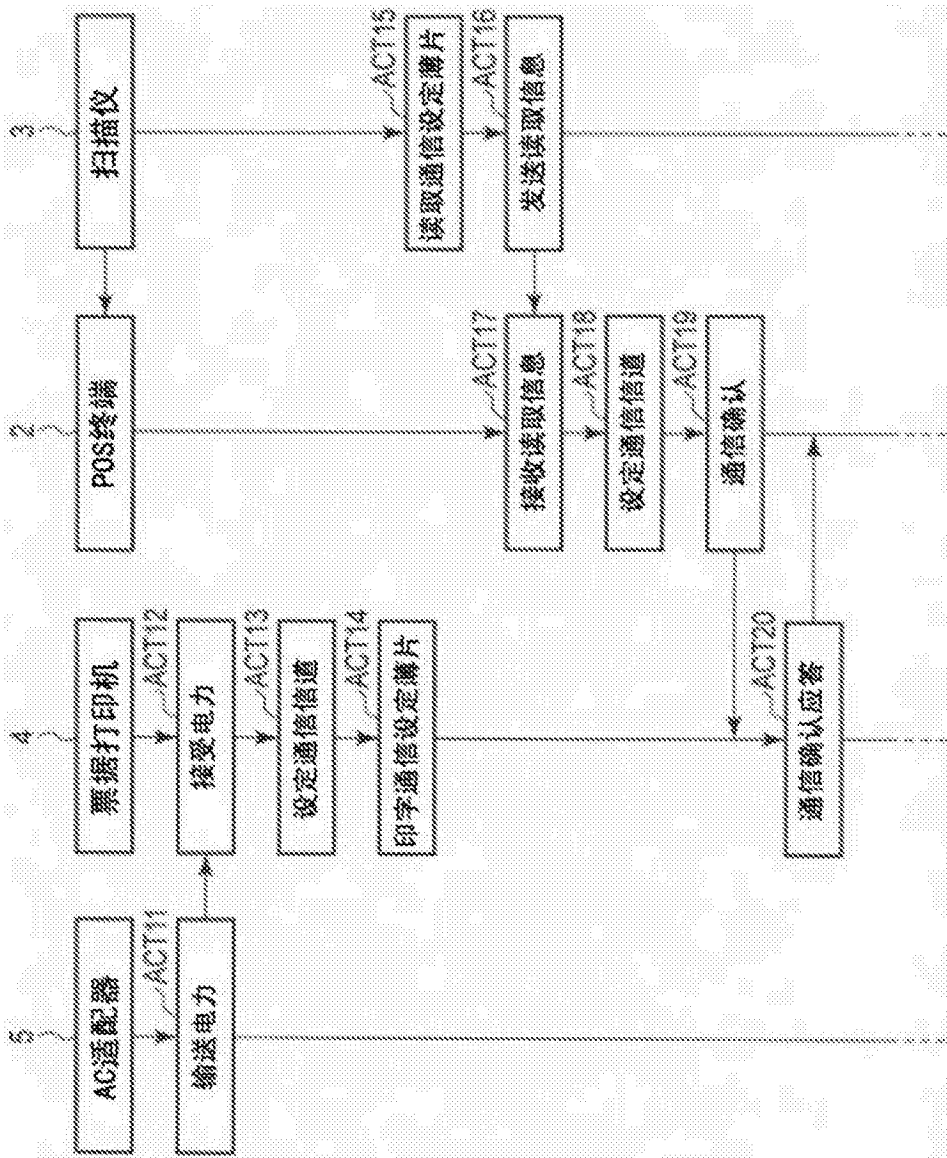 5
4
2
3
AC适配器
票据打印机
POS终端
扫描仪
ACT11
ACT12
输送电力
接受电力
ACT13
设定通信信道
ACT14
印字通信设定薄片
ACT15
读取通信设定薄片
ACT17
ACT16
接收读取信息
发送读取信息
ACT18
设定通信信道
ACT19
通信确认
ACT20
通信确认应答